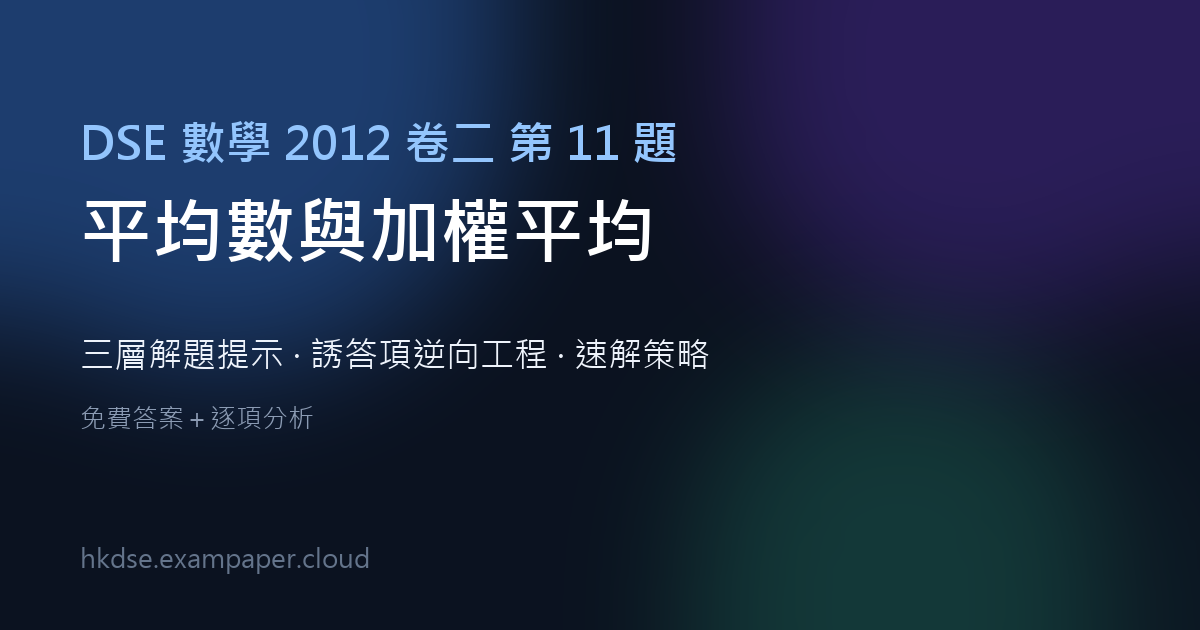 DSE 數學 2012 卷二 第 11 題
平均數與加權平均
三層解題提示 · 誘答項逆向工程 · 速解策略
免費答案 + 逐項分析
hkdse.exampaper.cloud